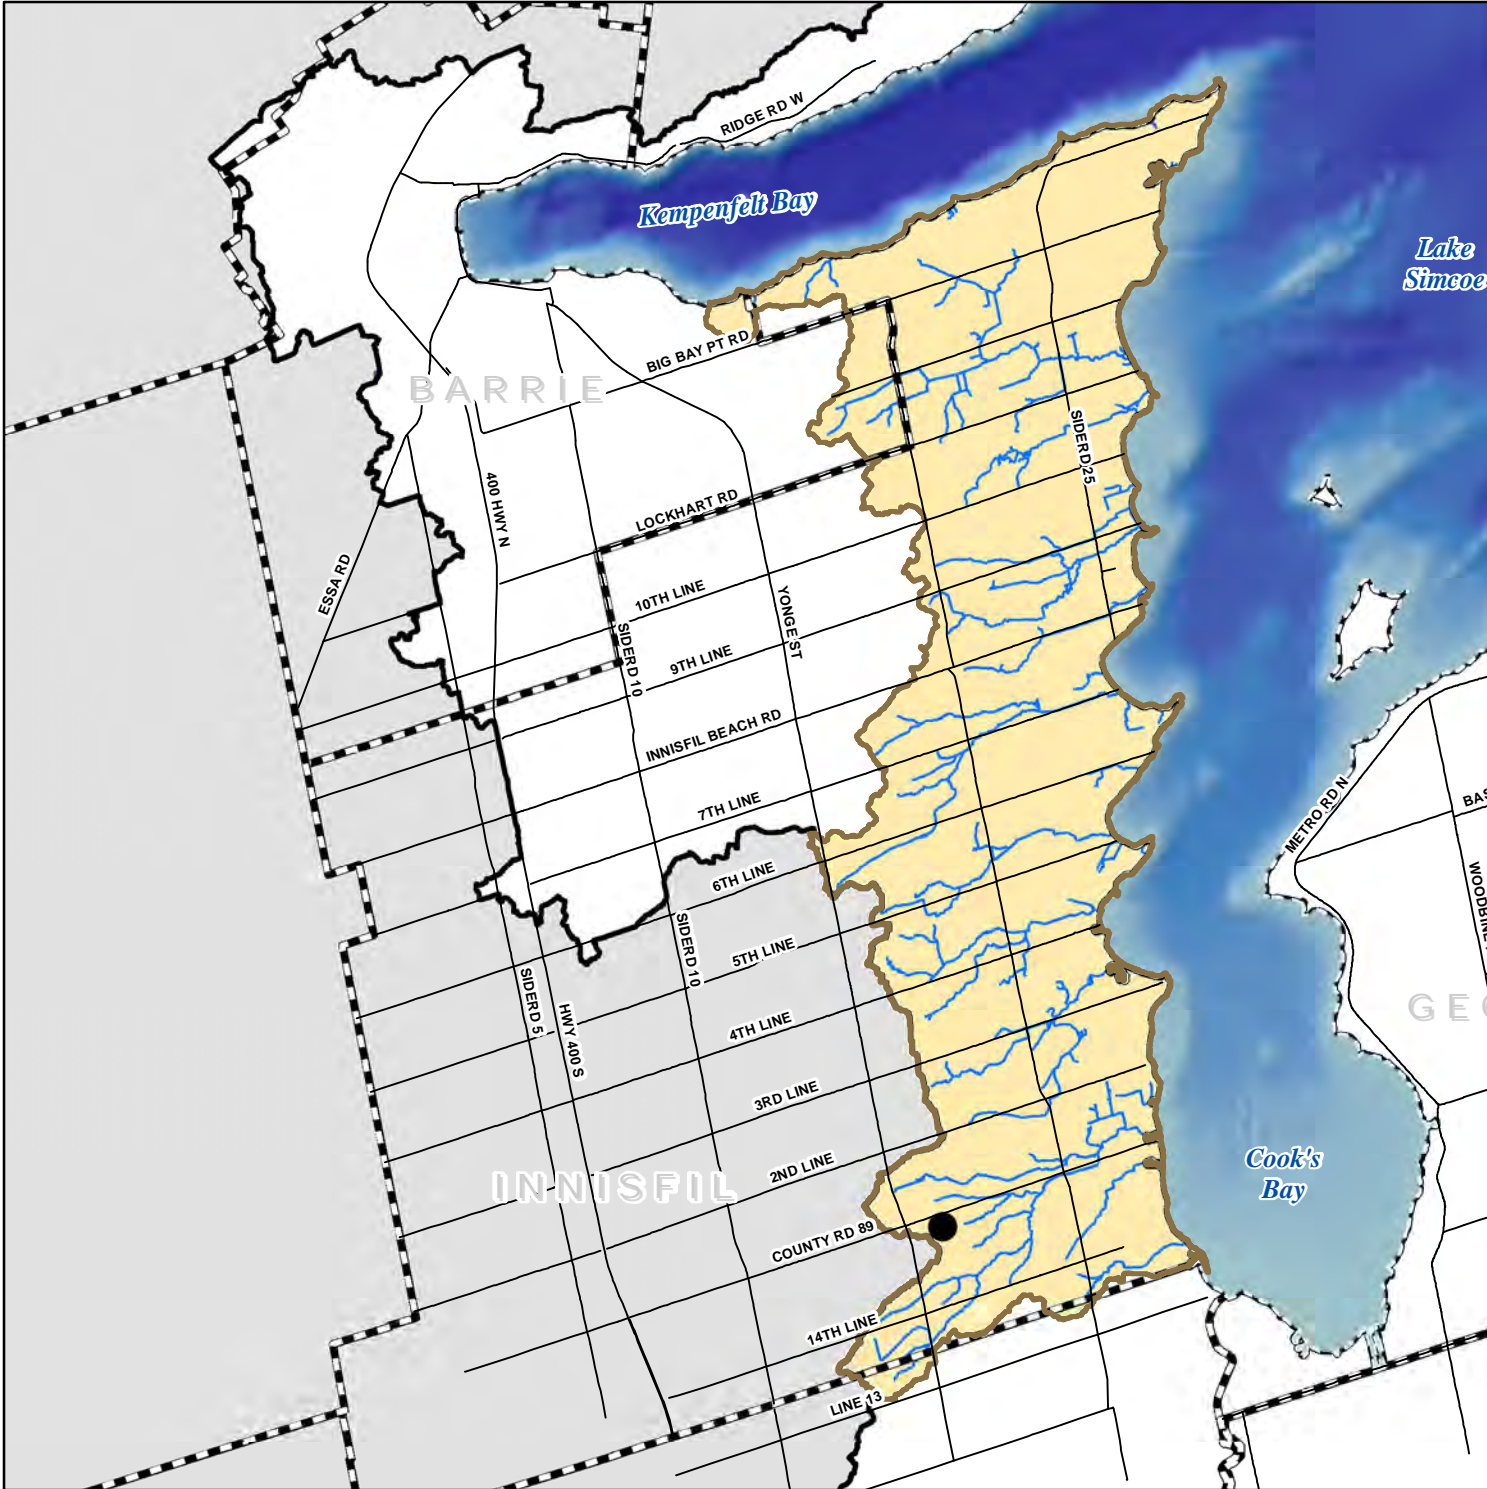 RIDGE RD W
Kempenfelt Bay
Lake
Simcoe
BIG BAY PT RD
BARRIE
SIDERD 25
400 HWY N
LOCKHART RD
ESSA RD
10TH LINE
YONGE ST
SIDERD 10
9TH LINE
INNISFIL BEACH RD
7TH LINE
METRO RD N
BAS
6TH LINE
WOODBINE
SIDERD 10
5TH LINE
SIDERD 5
HWY 400 S
4TH LINE
GEO
3RD LINE
2ND LINE
INNISFIL
Cook's
Bay
COUNTY RD 89
14TH LINE
LINE 13